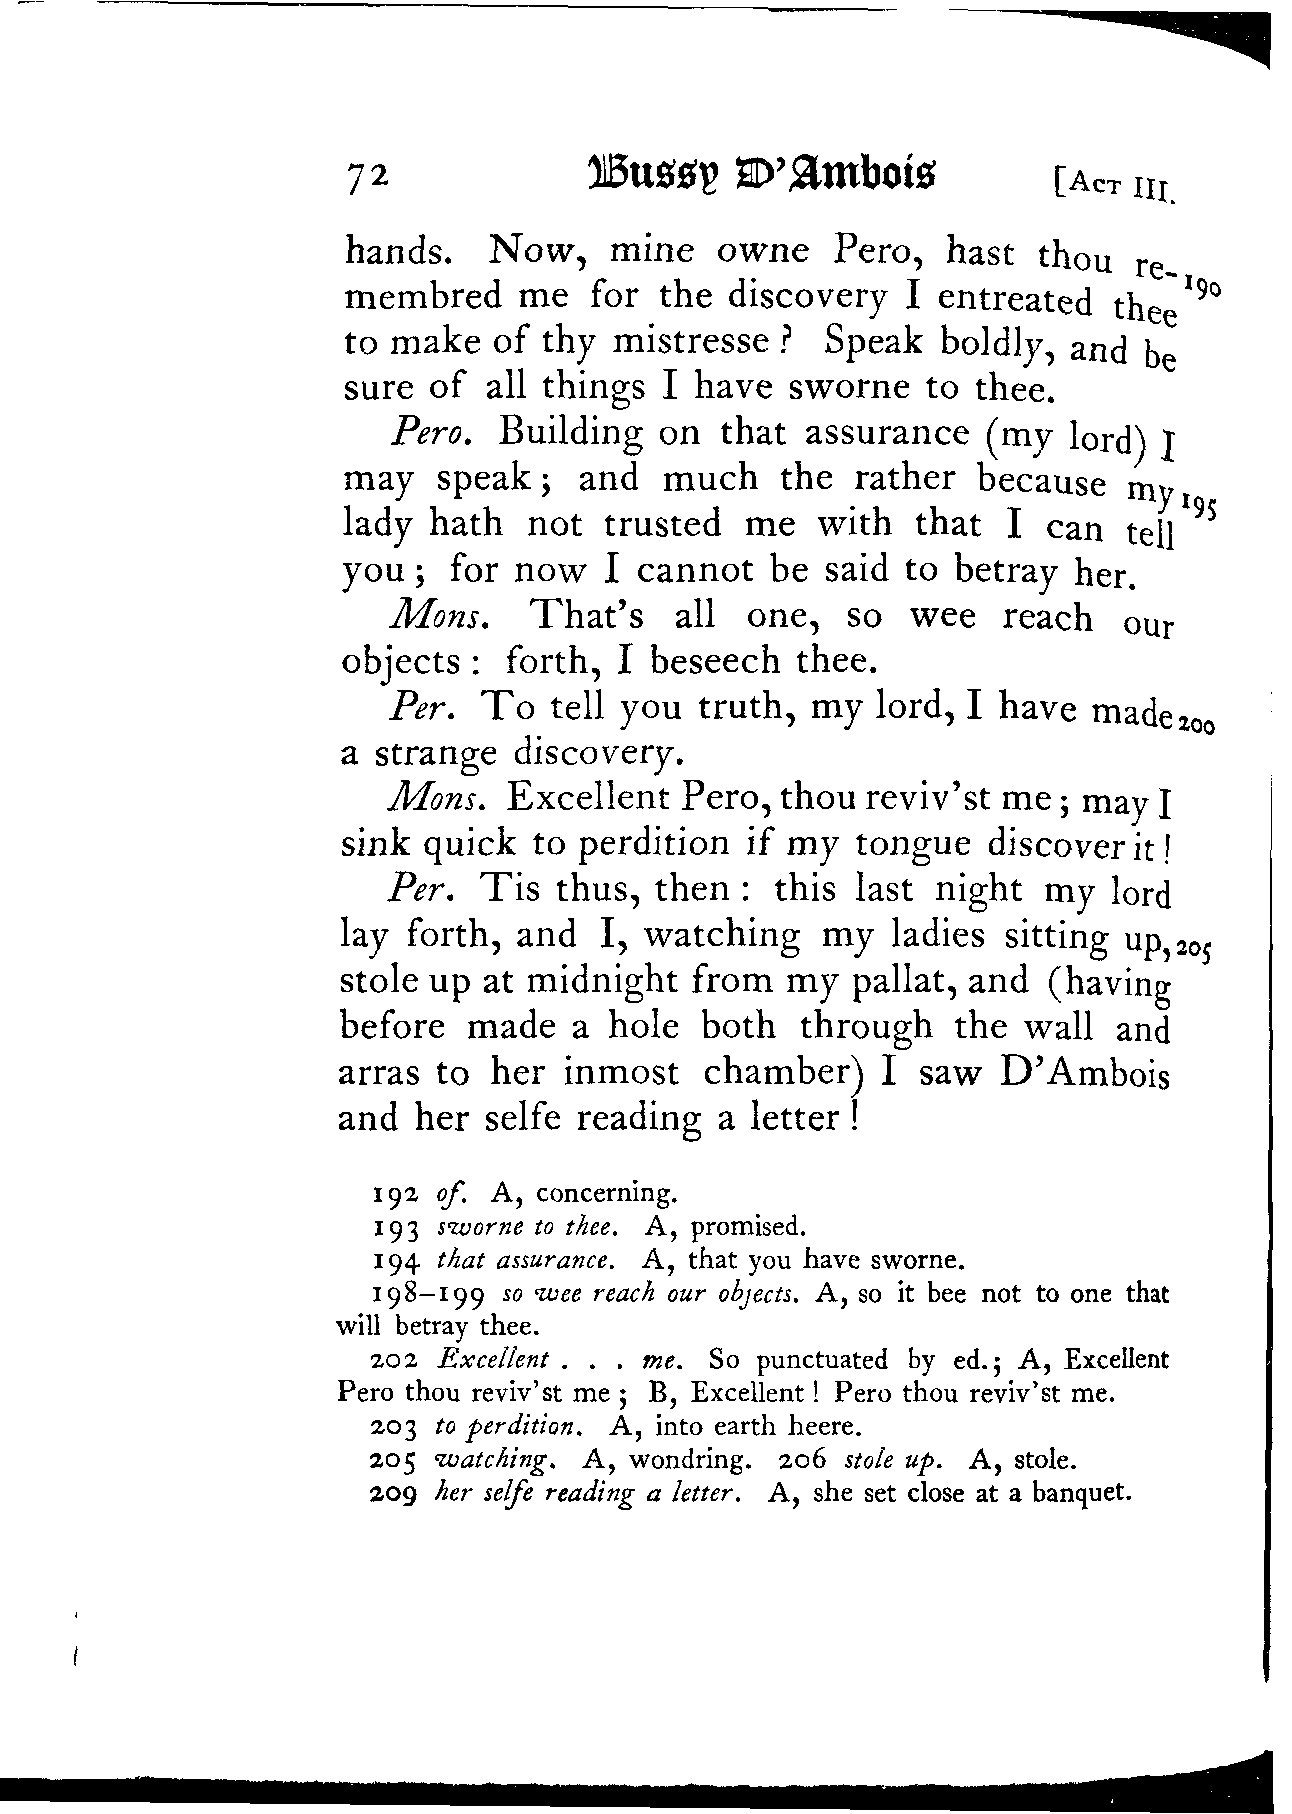 72 Bussy D'Ambois [ACT III.
hands. Now, mine owne Pero, hast thou re-190
membred me for the discovery I entreated thee
to make of thy mistresse? Speak boldly, and be
sure of all things I have sworne to thee.
Pero. Building on that assurance (my lord) I
may speak; and much the rather because my 195
lady hath not trusted me with that I can tell
you; for now I cannot be said to betray her.
Mons. That's all one, so wee reach our
objects: forth, I beseech thee.
Per. To tell you truth, my lord, I have made 200
a strange discovery.
Mons. Excellent Pero, thou reviv'st me; may I
sink quick to perdition if my tongue discover it!
Per. Tis thus, then: this last night my lord
lay forth, and I, watching my ladies sitting up, 205
stole up at midnight from my pallat, and (having
before made a hole both through the wall and
arras to her inmost chamber) I saw D'Ambois
and her selfe reading a letter!
192 of. A, concerning.
193 sworne to thee. A, promised.
194 that assurance. A, that you have sworne.
198–199 so wee reach our objects. A, so it bee not to one that
will betray thee.
202 Excellent . . . me. So punctuated by ed.; A, Excellent
Pero thou reviv'st me; B, Excellent! Pero thou reviv'st me.
203 to perdition. A, into earth heere.
205 watching. A, wondring. 206 stole up. A, stole.
209 her selfe reading a letter. A, she set close at a banquet.